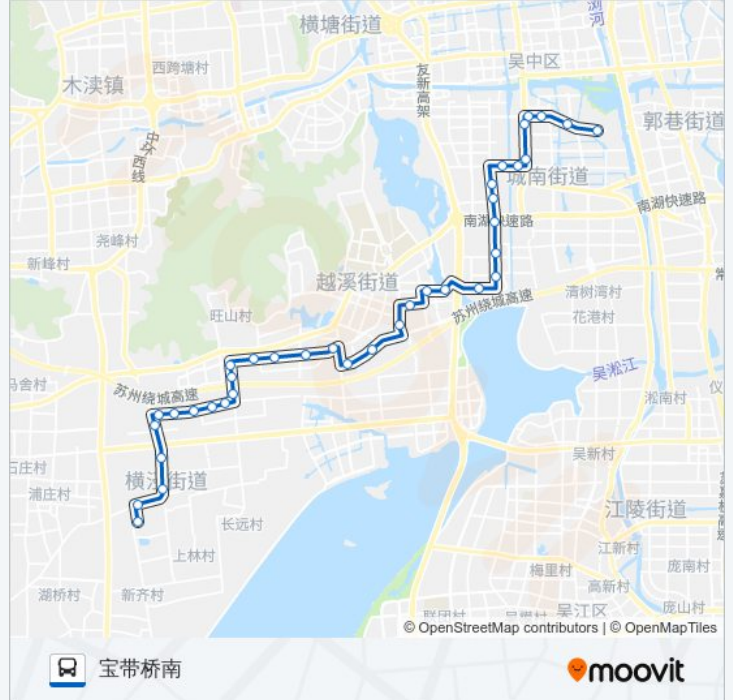 浏河
横塘街道
吴中区
西跨塘村
友新高架
木渎镇
郭巷街道
中环西线
城南街道
南湖快速路
南湖快速路
尧峰村
新峰村
越溪街道
常
清树湾村
苏州绕城高速
旺山村
花港村
吴淞江
马舍村
苏州绕城高速
仪
淞南村
吴新村
石庄村
横泾街道
浦庄村
江陵街道
长远村
江新村
上林村
庞南村
梅里村
高新村
湖桥村
新齐村
庞山村
吴江区
© OpenStreetMap contributors | © OpenMapTiles
宝带桥南
moovit